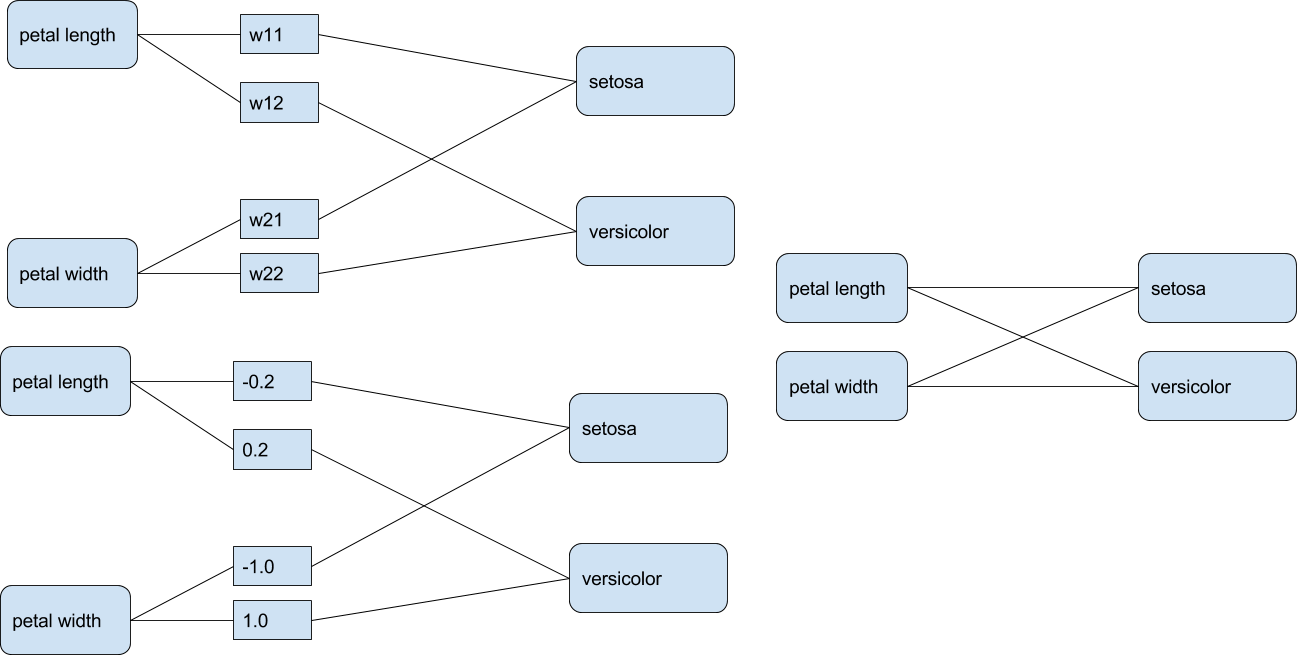 petal length
w11
w12
setosa
w21
versicolor
petal width
w22
petal length
-0.2
0.2
setosa
-1.0
versicolor
petal width
1.0
petal length
setosa
petal width
versicolor